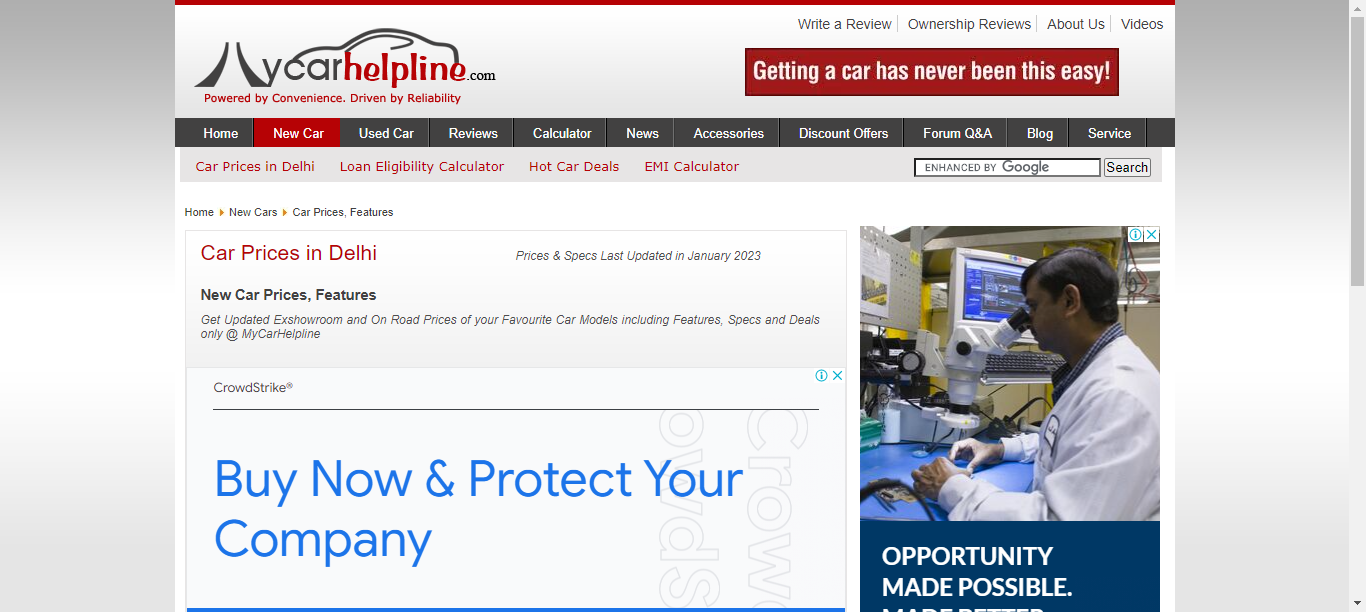 Write a Review
Ownership Reviews
About Us
Videos
Mycarhelpline.com
Powered by Convenience. Driven by Reliability
Getting a car has never been this easy!
Home
New Car
Used Car
Reviews
Calculator
News
Accessories
Discount Offers
Forum Q&A
Blog
Service
Car Prices in Delhi
Loan Eligibility Calculator
Hot Car Deals
EMI Calculator
ENHANCED BY Google
Search
Home New Cars Car Prices, Features
Car Prices in Delhi
Prices & Specs Last Updated in January 2023
New Car Prices, Features
Get Updated Exshowroom and On Road Prices of your Favourite Car Models including Features, Specs and Deals
only @ MyCarHelpline
CrowdStrike®
Buy Now & Protect Your
Company
OPPORTUNITY
MADE POSSIBLE.
MADE BETTER